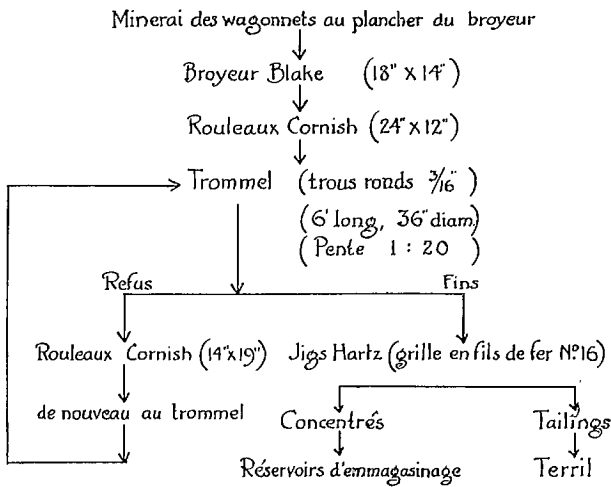 Minerai des wagonnets au plancher du broyeur
Broyeur Blake (18" X 14")
Rouleaux Cornish (24" X 12")
Trommel (trous ronds 3/16")
(6' long, 36" diam.)
(Pente 1 : 20)
Refus
Fins
Rouleaux Cornish (14" x 19")
Jigs Hartz (grille en fils de fer Nº 16)
de nouveau au trommel
Concentrés
Tailings
Réservoirs d'emmagasinage
Terril